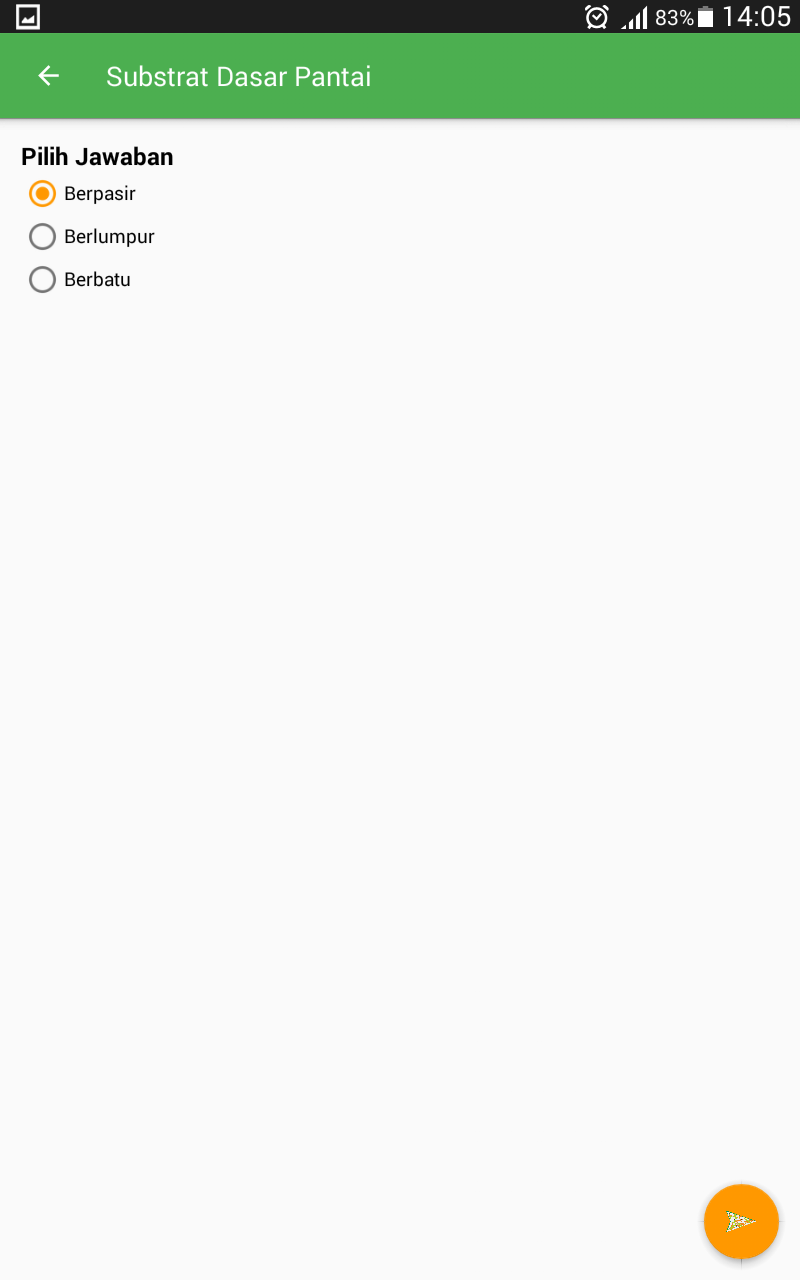 83% 14:05
Substrat Dasar Pantai
Pilih Jawaban
Berpasir
Berlumpur
Berbatu